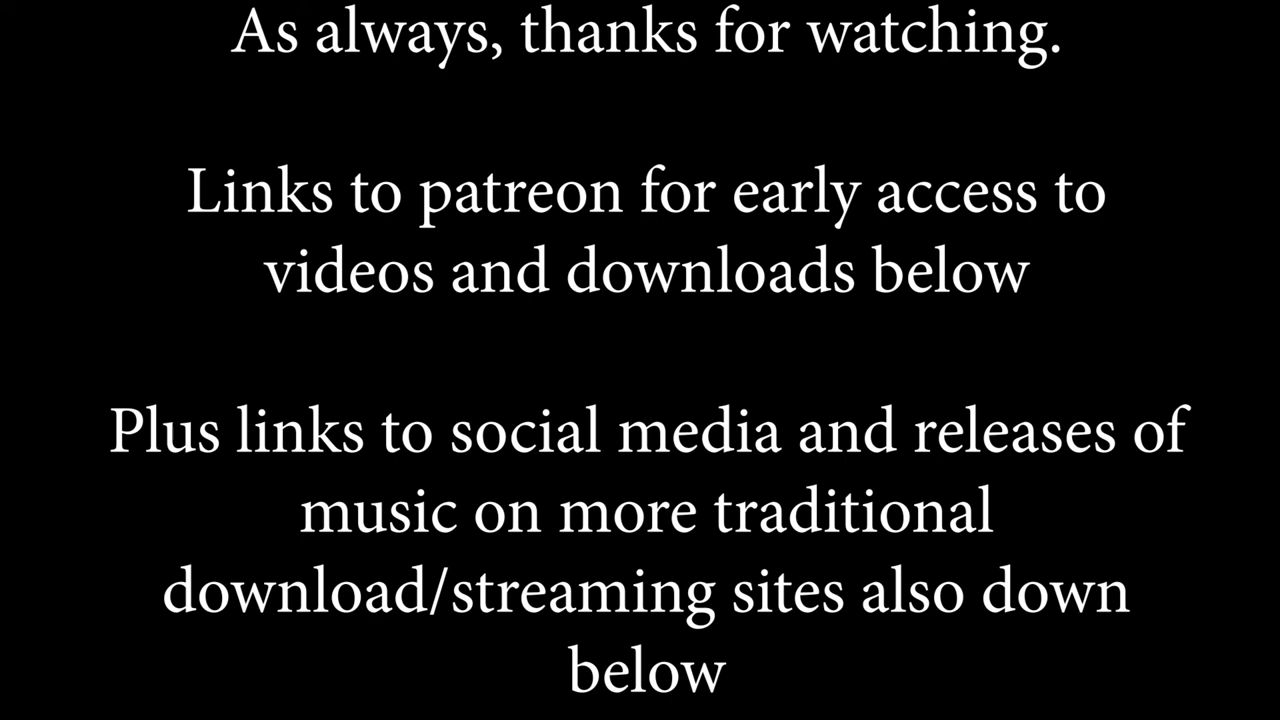 As always, thanks for watching.
Links to patreon for early access to
videos and downloads below
Plus links to social media and releases of
music on more traditional
download/streaming sites also down
below